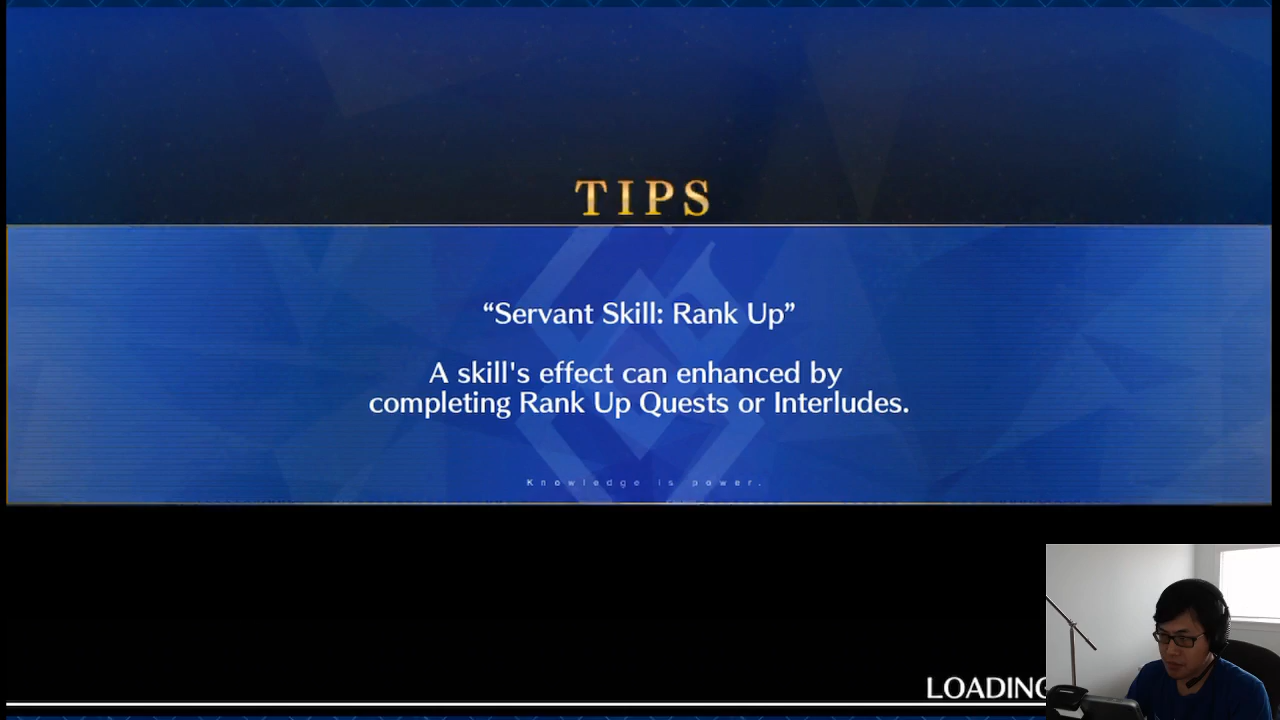 TIPS
“Servant Skill: Rank Up”
A skill's effect can enhanced by
completing Rank Up Quests or Interludes.
Knowledge is power.
LOADING